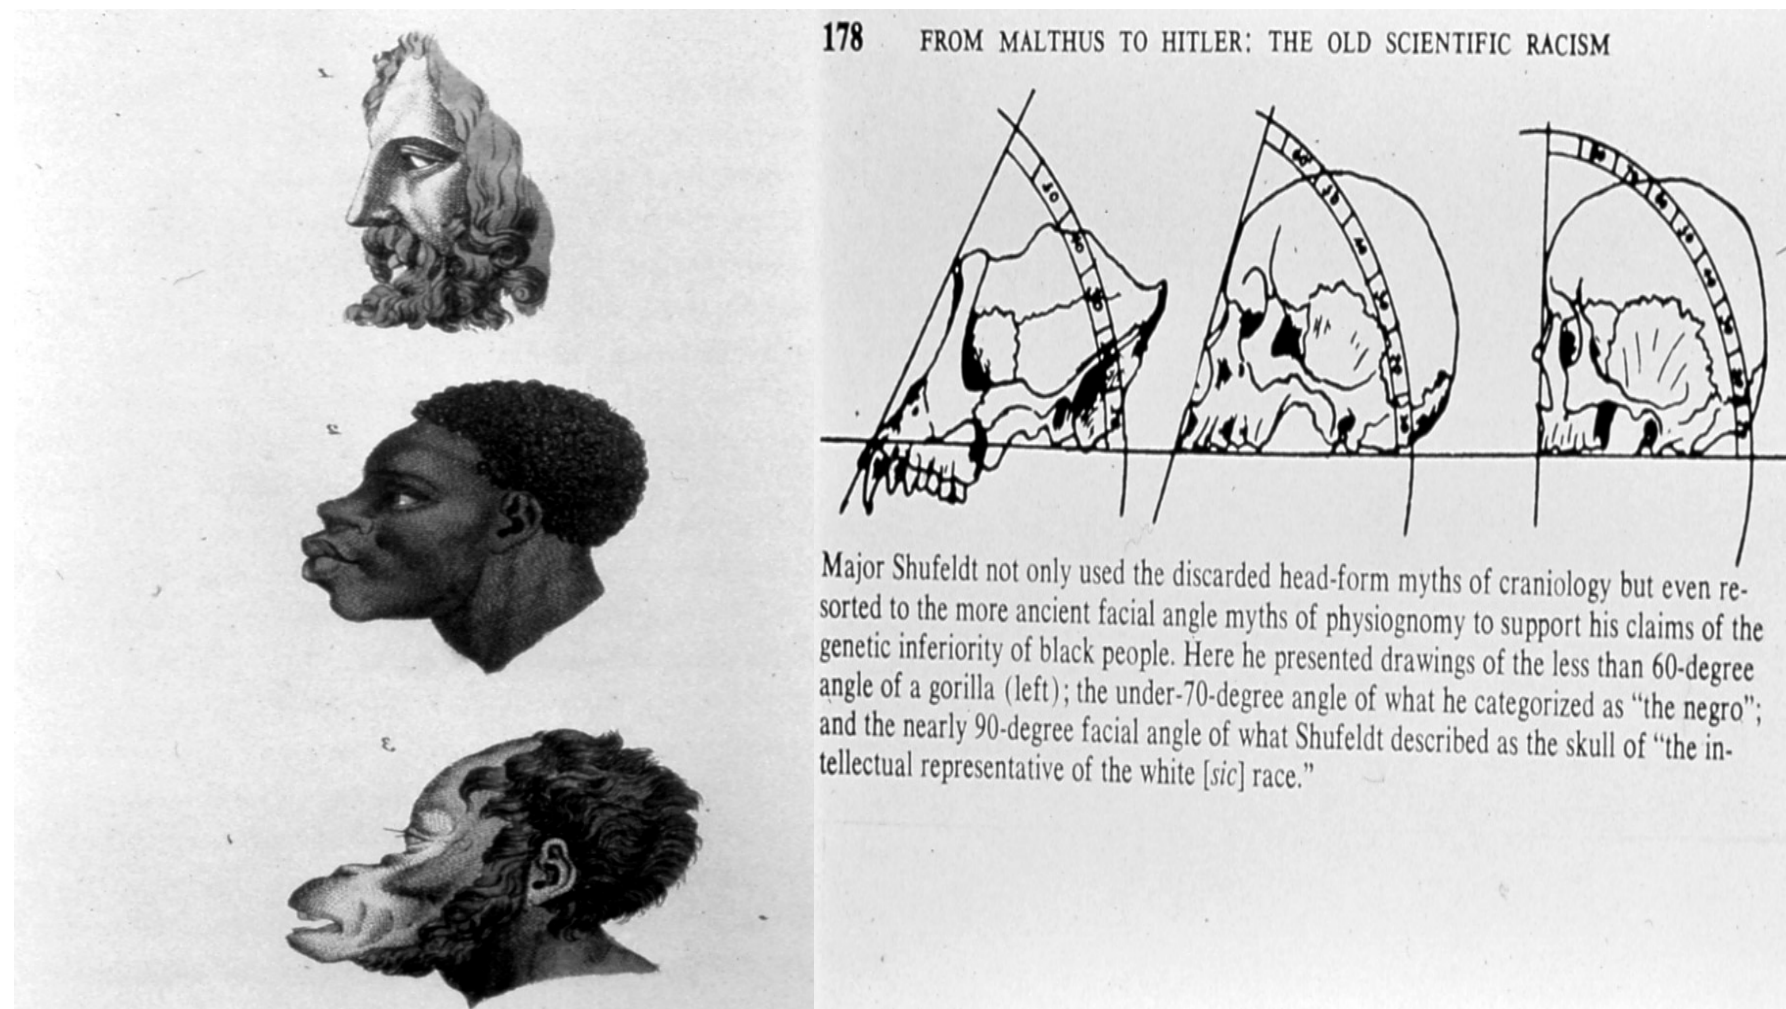 1
2
3
178 FROM MALTHUS TO HITLER: THE OLD SCIENTIFIC RACISM
Major Shufeldt not only used the discarded head-form myths of craniology but even re-
sorted to the more ancient facial angle myths of physiognomy to support his claims of the
genetic inferiority of black people. Here he presented drawings of the less than 60-degree
angle of a gorilla (left); the under-70-degree angle of what he categorized as “the negro”;
and the nearly 90-degree facial angle of what Shufeldt described as the skull of “the in-
tellectual representative of the white [sic] race.”